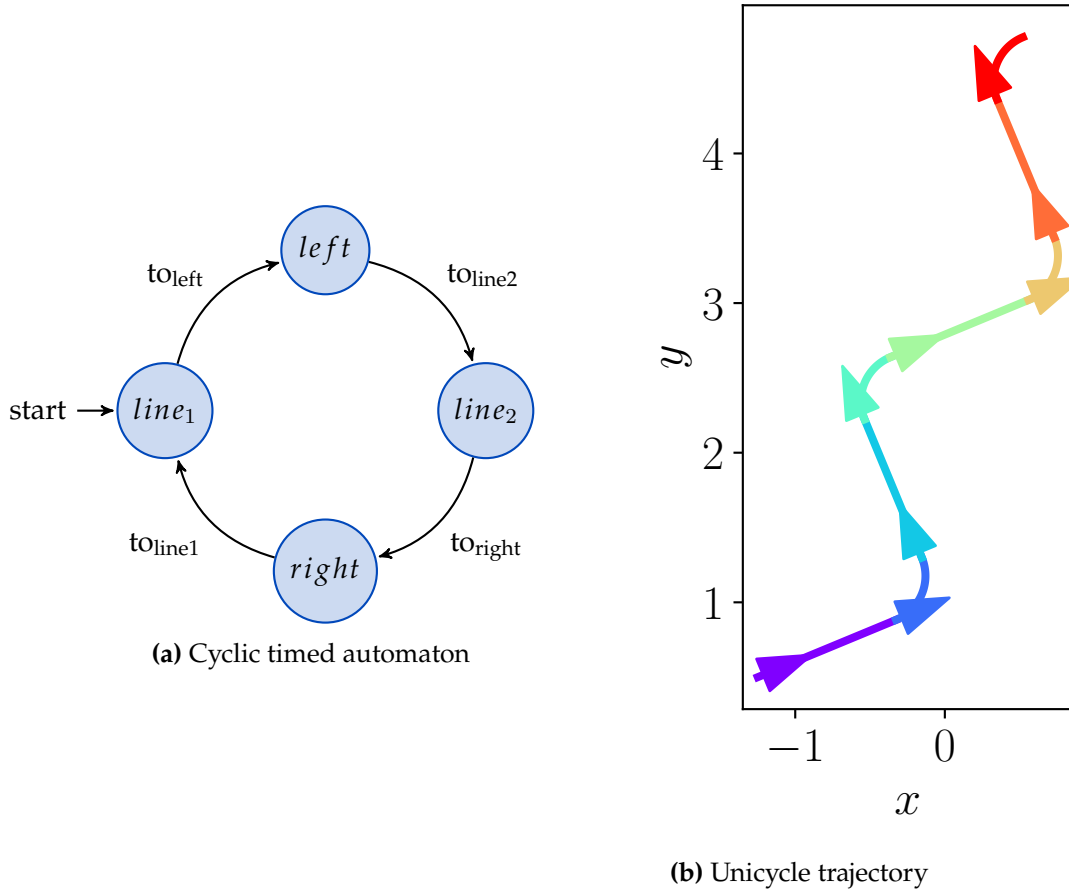 left
to_left
to_line2
start
line_1
line_2
to_line1
to_right
right
(a) Cyclic timed automaton
4
3
y
2
1
−1 0
x
(b) Unicycle trajectory